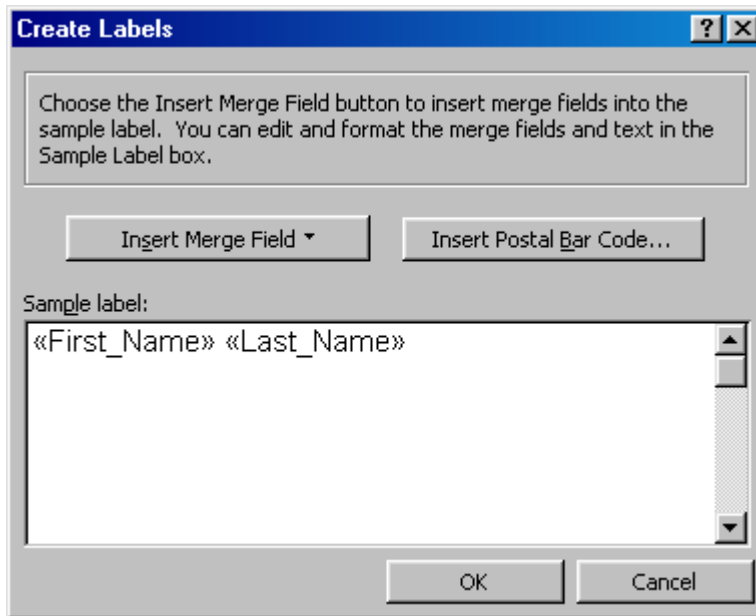 Create Labels
Choose the Insert Merge Field button to insert merge fields into the
sample label. You can edit and format the merge fields and text in the
Sample Label box.
Insert Merge Field
Insert Postal Bar Code...
Sample label:
«First_Name» «Last_Name»
OK
Cancel